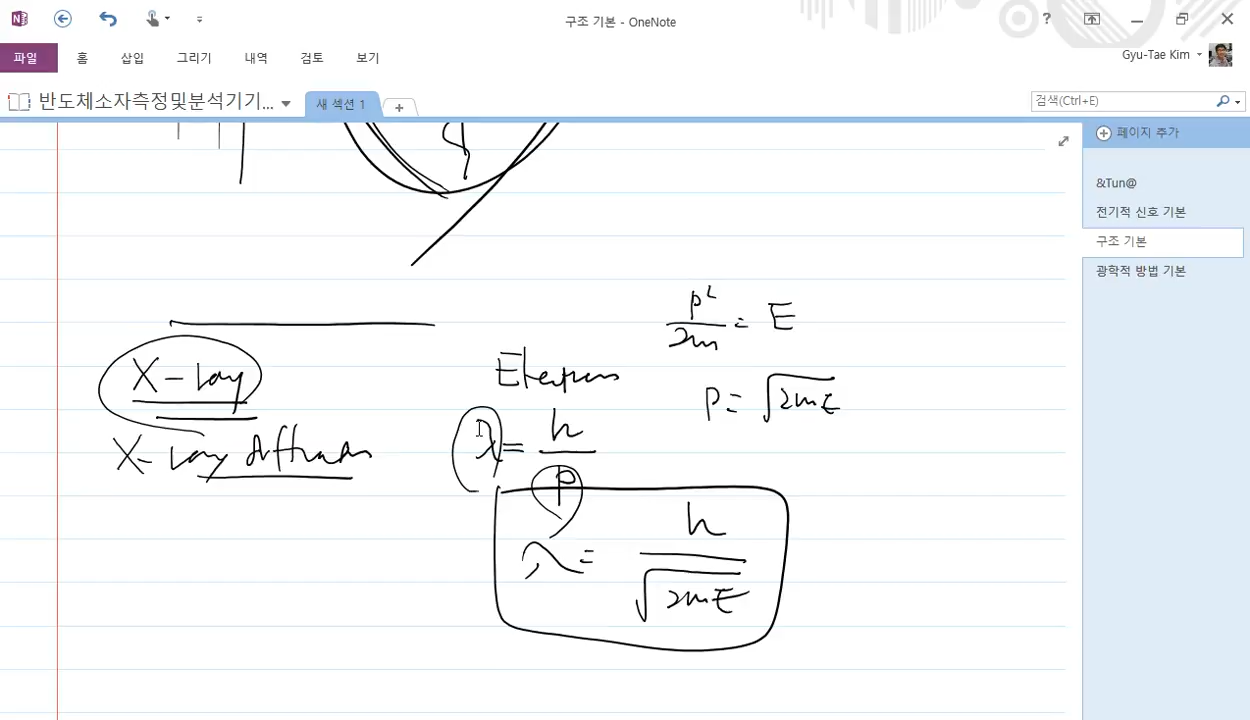 구조 기본 - OneNote
?
파일 홈 삽입 그리기 내역 검토 보기
Gyu-Tae Kim
반도체소자측정및분석기기...
새 섹션 1
검색(Ctrl+E)
페이지 추가
&Tun@
전기적 신호 기본
구조 기본
광학적 방법 기본
p²/2m = E
X-ray
Electron
P = √2mE
λ = h/p
X-ray
λ = h/√2mE